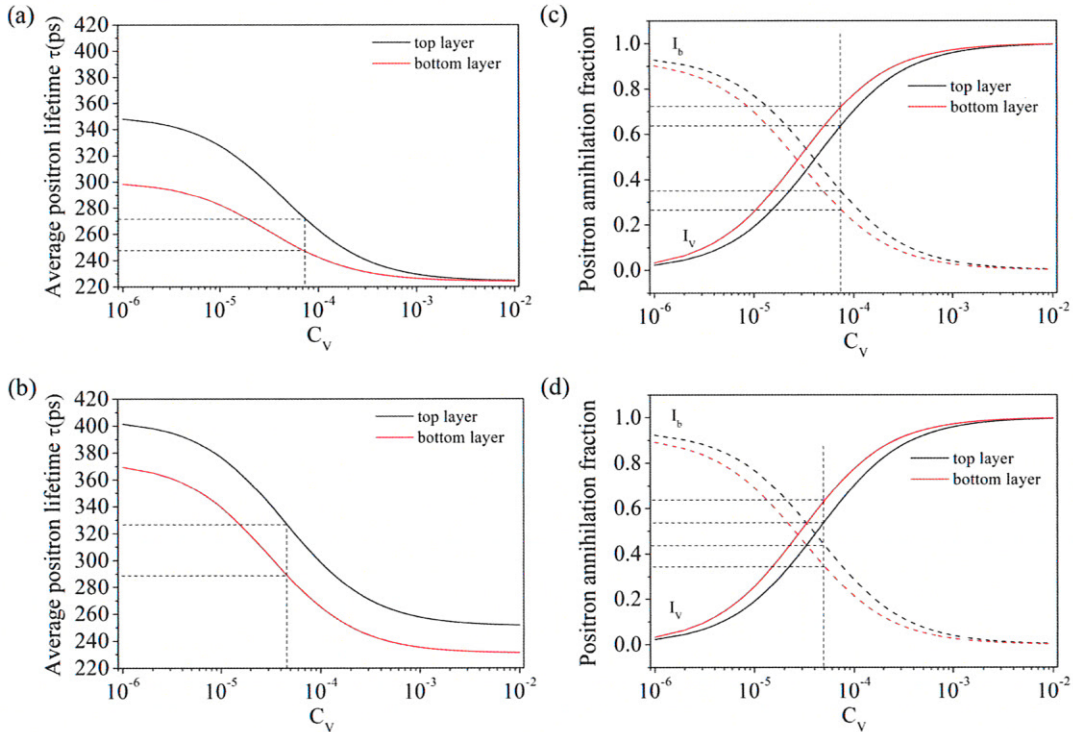 (a)
420
400
380
360
340
320
300
280
260
240
220
Average positron lifetime τ(ps)
top layer
bottom layer
10⁻⁶
10⁻⁵
10⁻⁴
10⁻³
10⁻²
C_V
(c)
1.0
0.8
0.6
0.4
0.2
0.0
Positron annihilation fraction
I_b
I_V
top layer
bottom layer
10⁻⁶
10⁻⁵
10⁻⁴
10⁻³
10⁻²
C_V
(b)
420
400
380
360
340
320
300
280
260
240
220
Average positron lifetime τ(ps)
top layer
bottom layer
10⁻⁶
10⁻⁵
10⁻⁴
10⁻³
10⁻²
C_V
(d)
1.0
0.8
0.6
0.4
0.2
0.0
Positron annihilation fraction
I_b
I_V
top layer
bottom layer
10⁻⁶
10⁻⁵
10⁻⁴
10⁻³
10⁻²
C_V